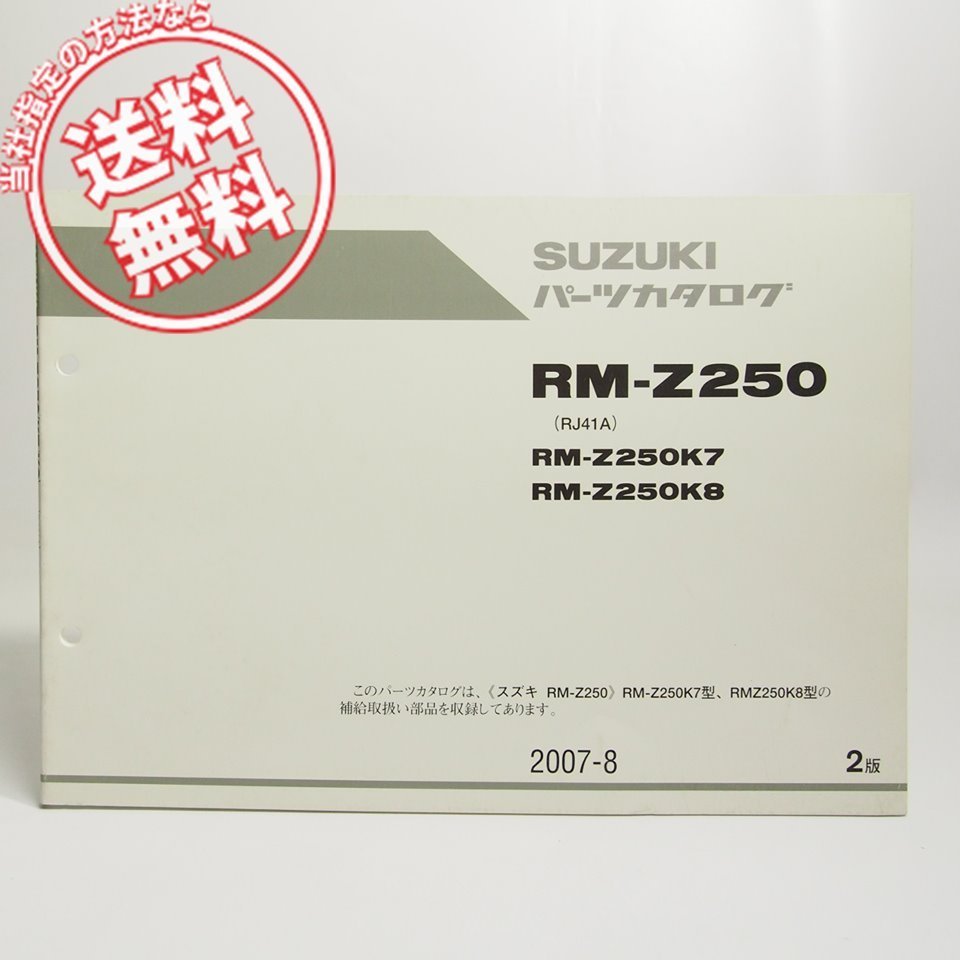 当社指定の方法なら
送料
無料
SUZUKI
パーツカタログ
RM-Z250
(RJ41A)
RM-Z250K7
RM-Z250K8
このパーツカタログは、《スズキ RM-Z250》RM-Z250K7型、RMZ250K8型の
補給取扱い部品を収録してあります。
2007-8
2版